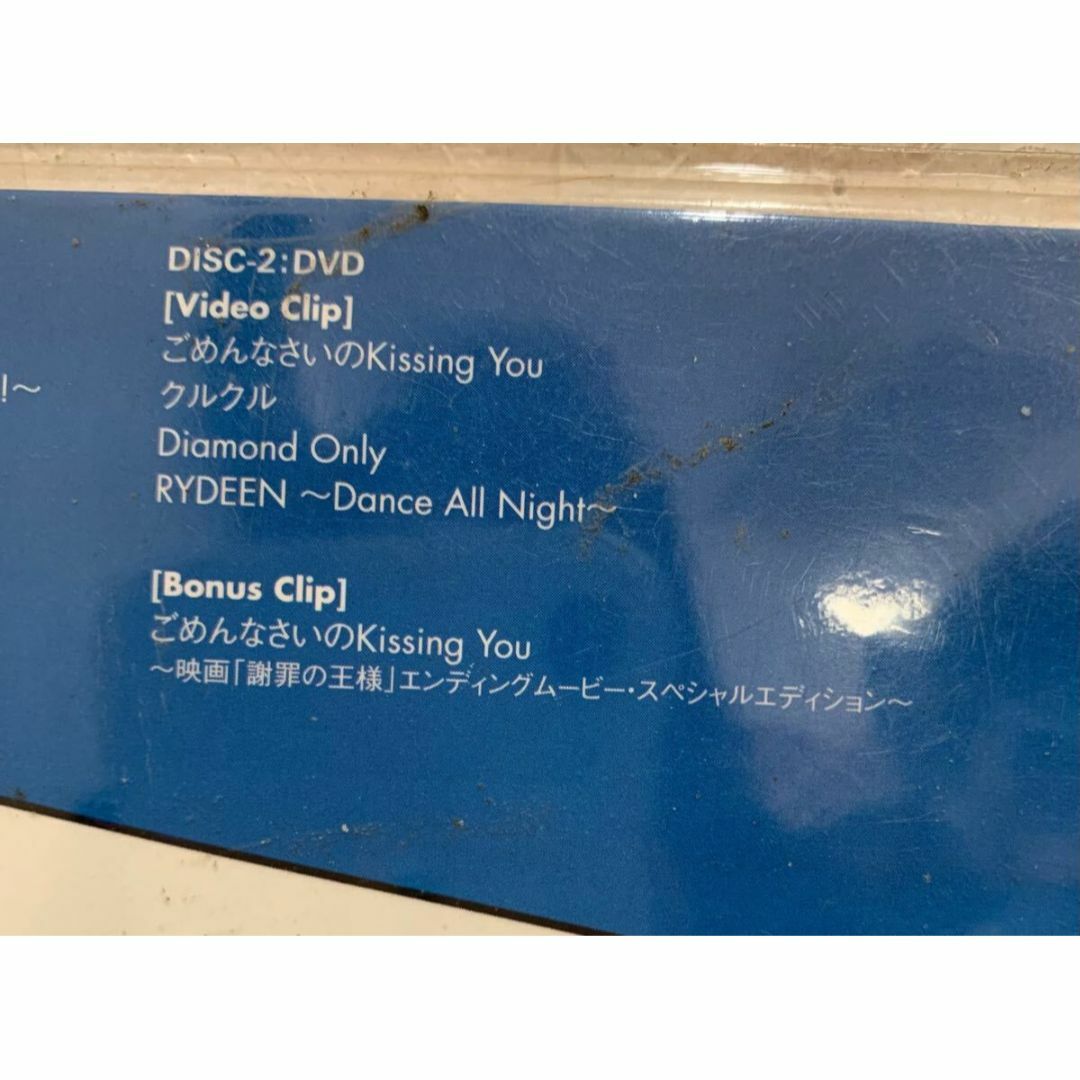 DISC-2:DVD
[Video Clip]
ごめんなさいのKissing You
!～
クルクル
Diamond Only
RYDEEN ～Dance All Night～
[Bonus Clip]
ごめんなさいのKissing You
～映画「謝罪の王様」エンディングムービー・スペシャルエディション～